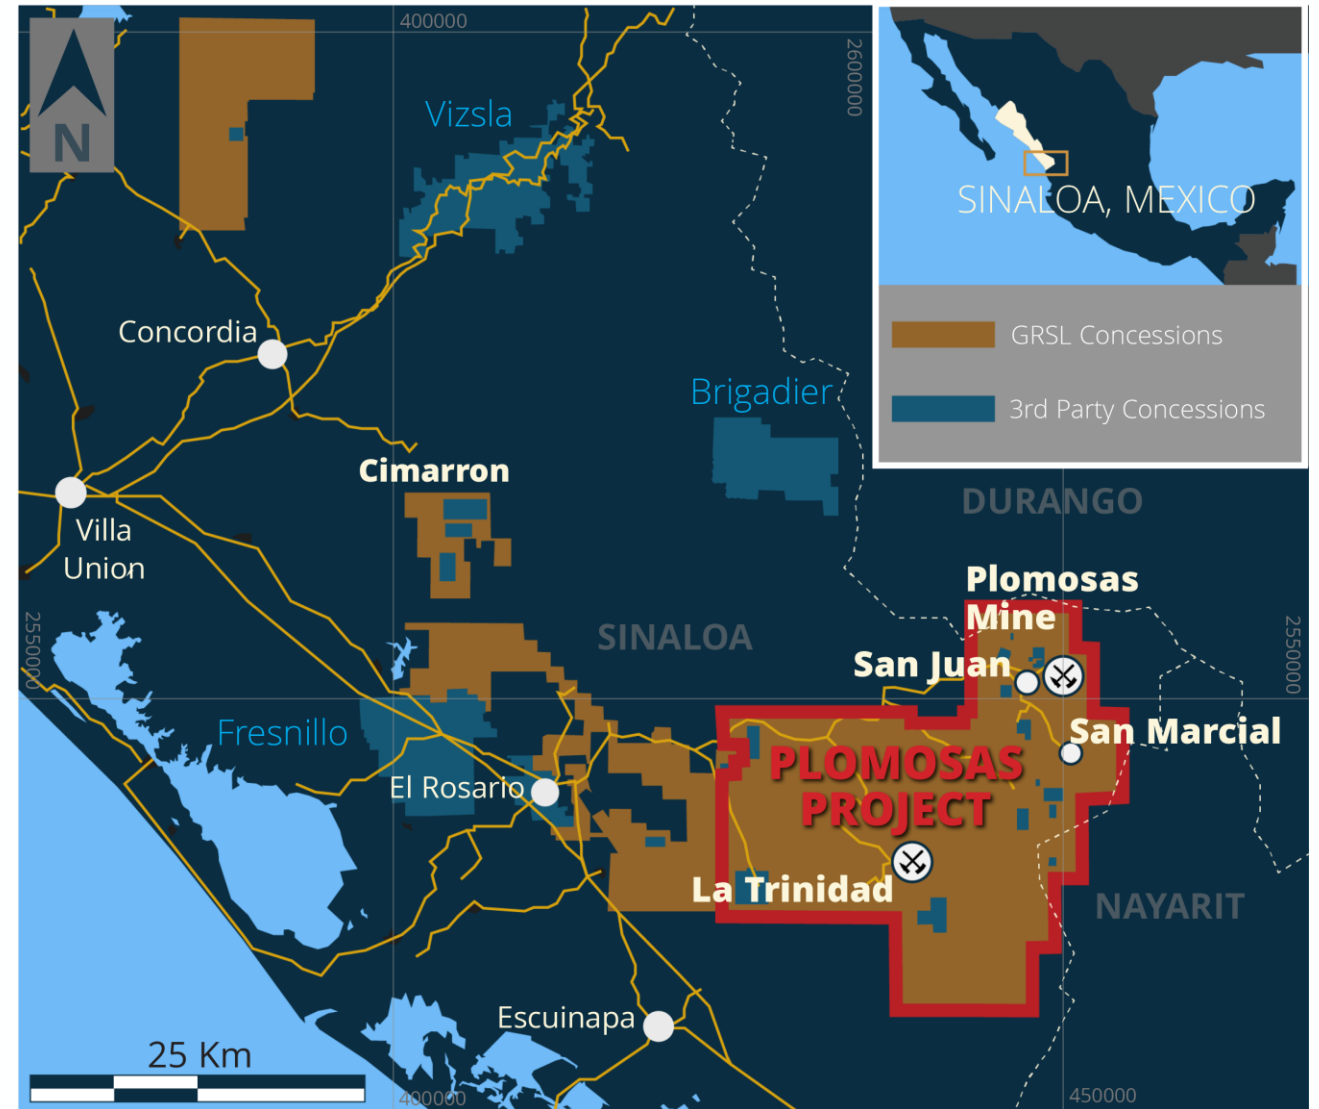 400000
2600000
N
Vizsla
SINALOA, MEXICO
GRSL Concessions
3rd Party Concessions
Concordia
Brigadier
Cimarron
DURANGO
Villa
Union
Plomosas
Mine
2550000
2550000
SINALOA
San Juan
Fresnillo
San Marcial
PLOMOSAS
PROJECT
El Rosario
La Trinidad
NAYARIT
Escuinapa
25 Km
400000
450000